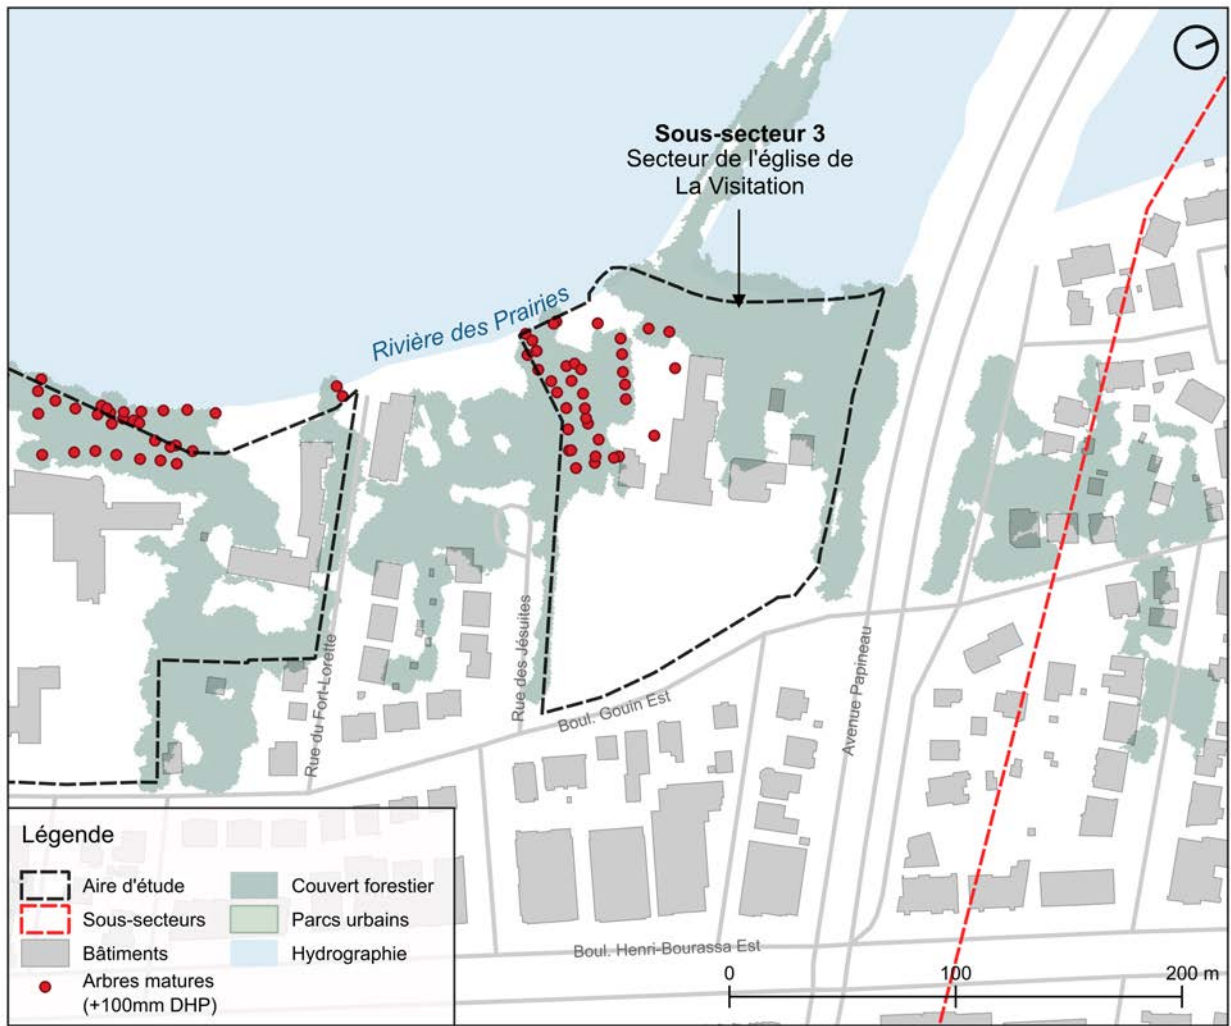 Sous-secteur 3
Secteur de l'église de
La Visitation
Rivière des Prairies
Rue du Fort-Lorette
Rue des Jésuites
Boul. Gouin Est
Avenue Papineau
Boul. Henri-Bourassa Est
Légende
Aire d'étude
Sous-secteurs
Bâtiments
Arbres matures
(+100mm DHP)
Couvert forestier
Parcs urbains
Hydrographie
0 100 200 m